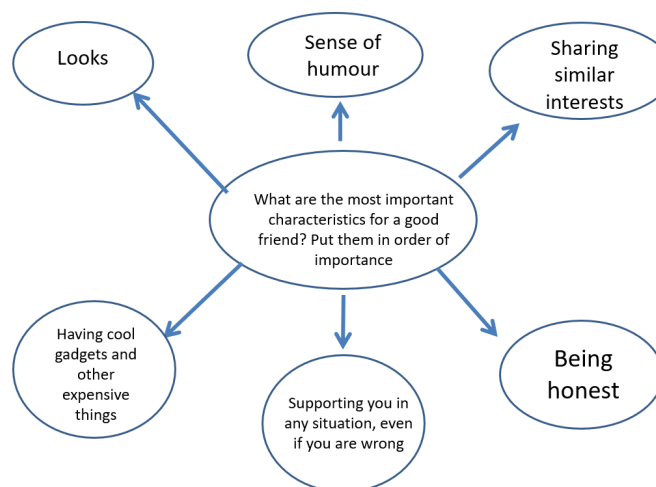 Looks
Sense of
humour
Sharing
similar
interests
What are the most important
characteristics for a good
friend? Put them in order of
importance
Having cool
gadgets and
other
expensive
things
Supporting you in
any situation, even
if you are wrong
Being
honest